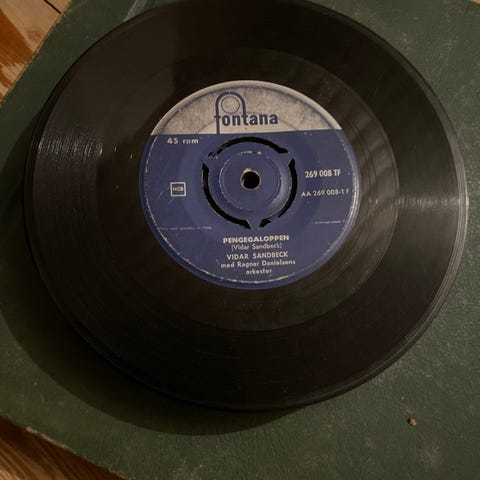 fontana
45 rpm
269 008 TF
NCB
AA 269 008-1 F
PENGEGALOPPEN
(Vidar Sandbeck)
VIDAR SANDBECK
med Ragnar Danielsens
orkester